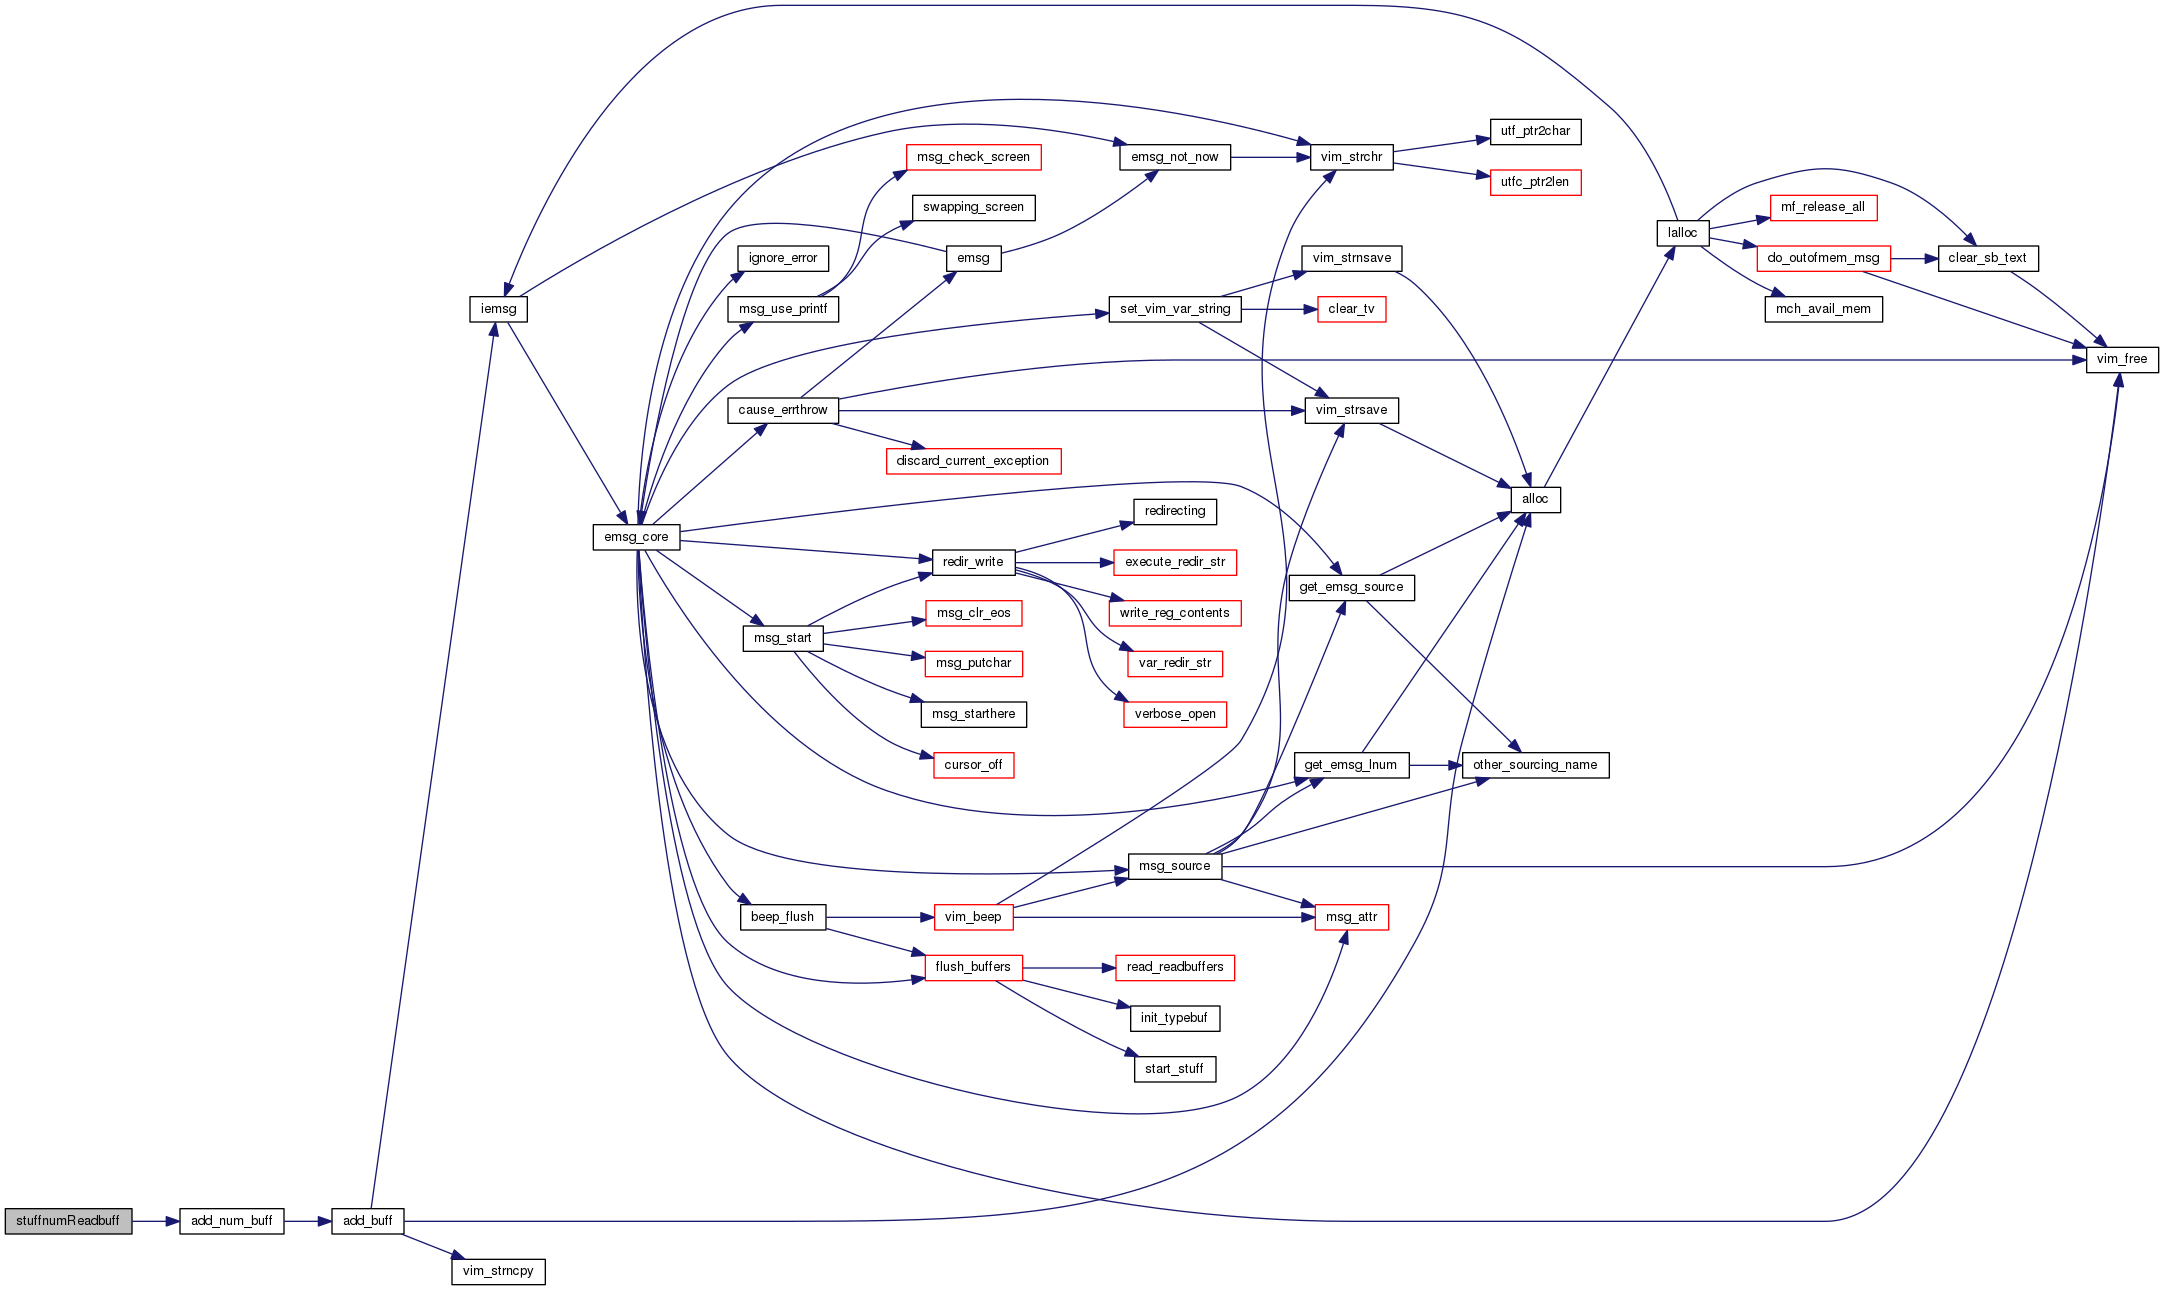 stuffnumReadbuff
add_num_buff
add_buff
vim_strncpy
iemsg
emsg_core
ignore_error
msg_use_printf
cause_errthrow
msg_start
beep_flush
msg_check_screen
swapping_screen
emsg
discard_current_exception
redir_write
msg_clr_eos
msg_putchar
msg_starthere
cursor_off
vim_beep
flush_buffers
emsg_not_now
set_vim_var_string
redirecting
execute_redir_str
write_reg_contents
var_redir_str
verbose_open
msg_source
read_readbuffers
init_typebuf
start_stuff
vim_strchr
vim_strnsave
clear_tv
vim_strsave
get_emsg_source
get_emsg_lnum
msg_attr
utf_ptr2char
utfc_ptr2len
alloc
other_sourcing_name
lalloc
mf_release_all
do_outofmem_msg
mch_avail_mem
clear_sb_text
vim_free